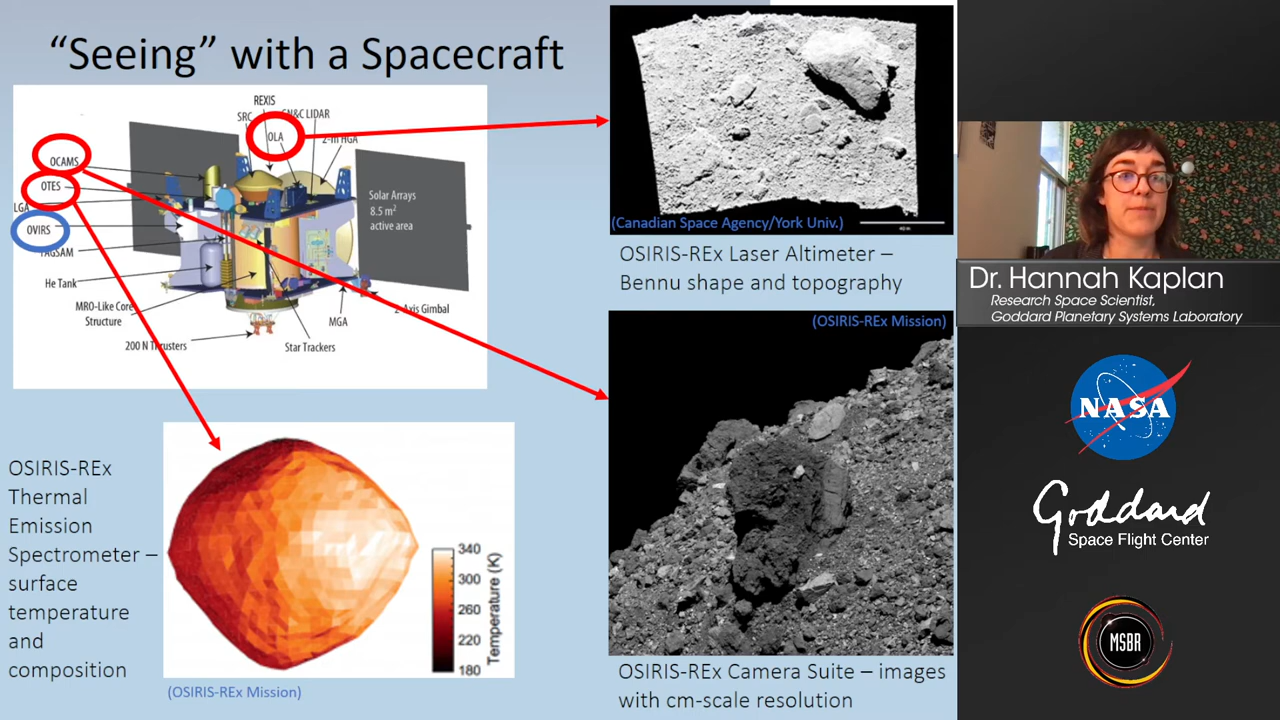 “Seeing” with a Spacecraft
REXIS
SRC
GN&C LIDAR
OLA
2-m HGA
OCAMS
OTES
LGA
OVIRS
TAGSAM
Solar Arrays
8.5 m²
active area
He Tank
MRO-Like Core
Structure
2-Axis Gimbal
MGA
200 N Thrusters
Star Trackers
(Canadian Space Agency/York Univ.)
OSIRIS-REx Laser Altimeter –
Bennu shape and topography
(OSIRIS-REx Mission)
OSIRIS-REx Camera Suite – images
with cm-scale resolution
OSIRIS-REx
Thermal
Emission
Spectrometer –
surface
temperature
and
composition
340
300
260
220
180
Temperature (K)
(OSIRIS-REx Mission)
Dr. Hannah Kaplan
Research Space Scientist,
Goddard Planetary Systems Laboratory
NASA
Goddard
Space Flight Center
MSBR